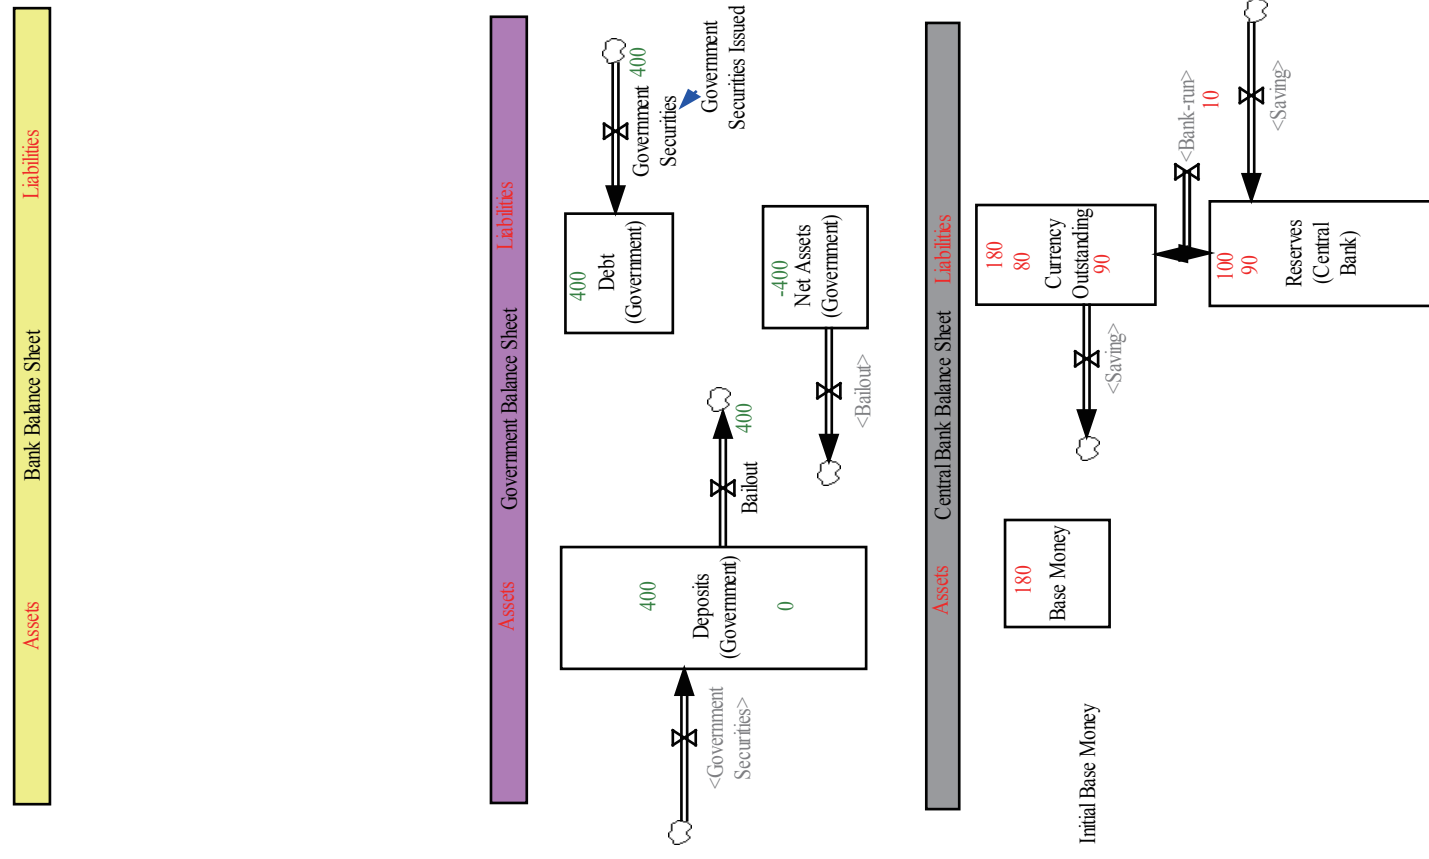 Assets Bank Balance Sheet Liabilities
Assets Government Balance Sheet Liabilities
<Government
Securities>
400
Deposits
(Government)
0
Bailout
400
400
Debt
(Government)
Government
Securities
400
Government
Securities Issued
-400
Net Assets
(Government)
<Bailout>
Assets Central Bank Balance Sheet Liabilities
Initial Base Money
180
Base Money
<Saving>
180
80
Currency
Outstanding
90
<Bank-run>
10
100
90
Reserves
(Central
Bank)
<Saving>